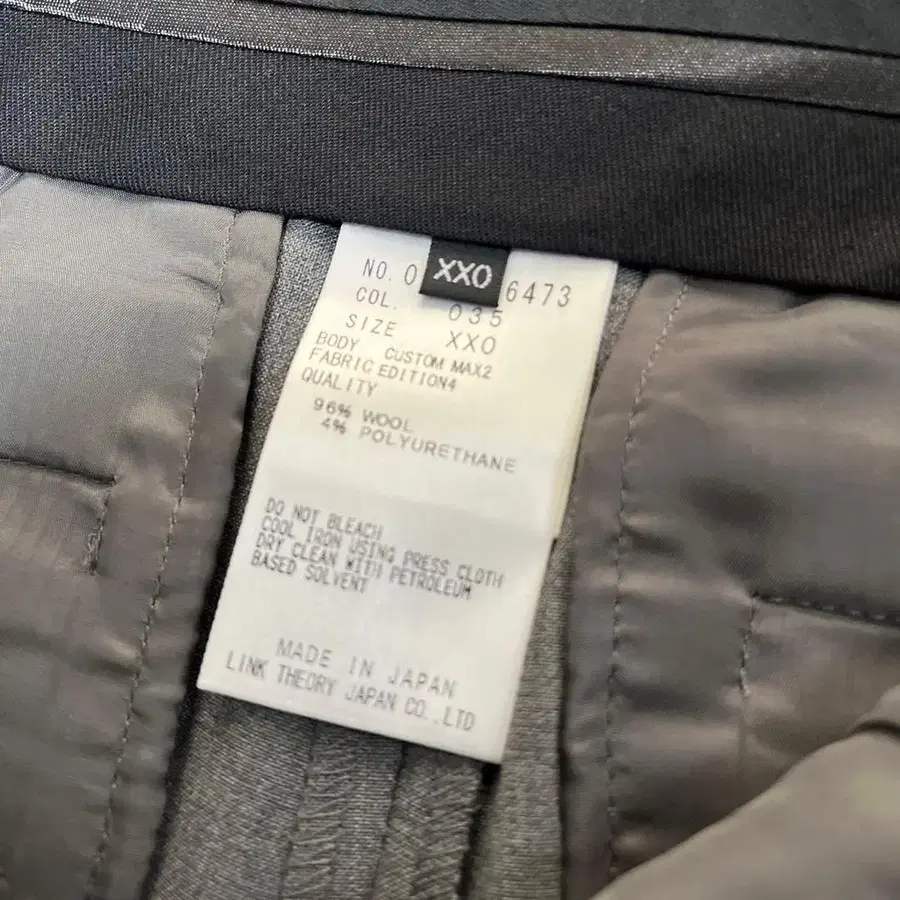 XXO
NO. 0 6473
COL. 035
SIZE XXO
BODY CUSTOM MAX2
FABRIC EDITION4
QUALITY
96% WOOL
4% POLYURETHANE
DO NOT BLEACH
COOL IRON USING PRESS CLOTH
DRY CLEAN WITH PETROLEUM
BASED SOLVENT
MADE IN JAPAN
LINK THEORY JAPAN CO.,LTD